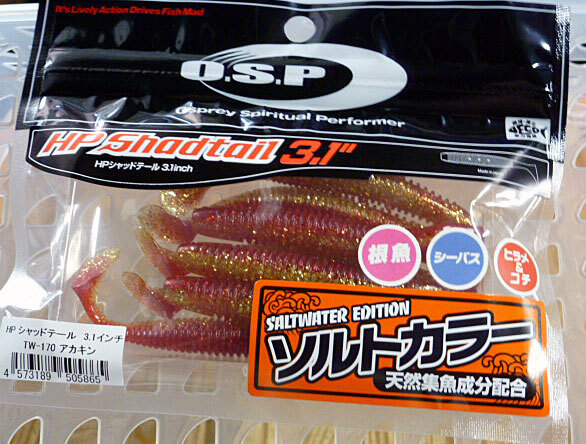 It's Lively Action Drives Fish Mad
O.S.P
Osprey Spiritual Performer
HP Shadtail 3.1"
HPシャッドテール 3.1inch
根魚
シーバス
ヒラメ&コチ
SALTWATER EDITION
ソルトカラー
天然集魚成分配合
HP シャッドテール 3.1インチ
TW-170 アカキン
4 573189 505865